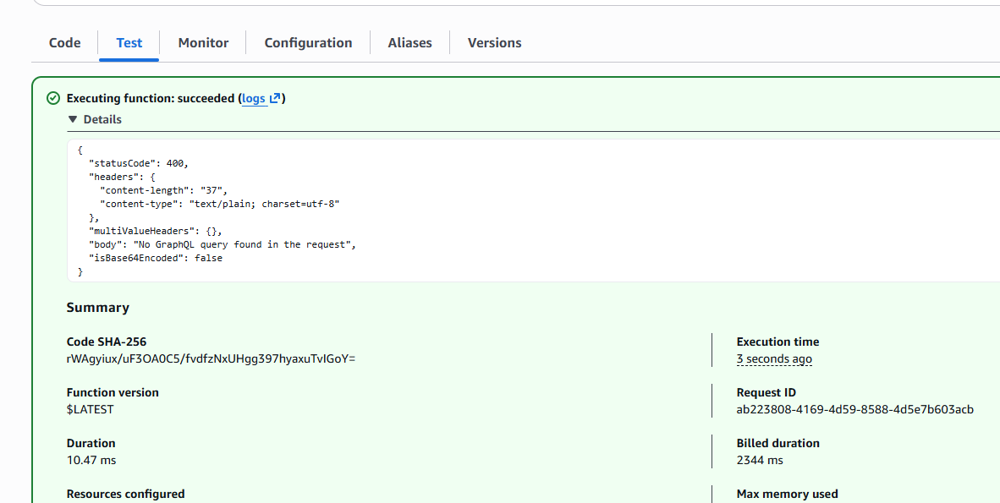 Code Test Monitor Configuration Aliases Versions
Executing function: succeeded (logs)
Details
{
  "statusCode": 400,
  "headers": {
    "content-length": "37",
    "content-type": "text/plain; charset=utf-8"
  },
  "multiValueHeaders": {},
  "body": "No GraphQL query found in the request",
  "isBase64Encoded": false
}
Summary
Code SHA-256
rWAgyiux/uF3OA0C5/fvdfzNxUHgg397hyaxuTvIGoY=
Execution time
3 seconds ago
Function version
$LATEST
Request ID
ab223808-4169-4d59-8588-4d5e7b603acb
Duration
10.47 ms
Billed duration
2344 ms
Resources configured
Max memory used